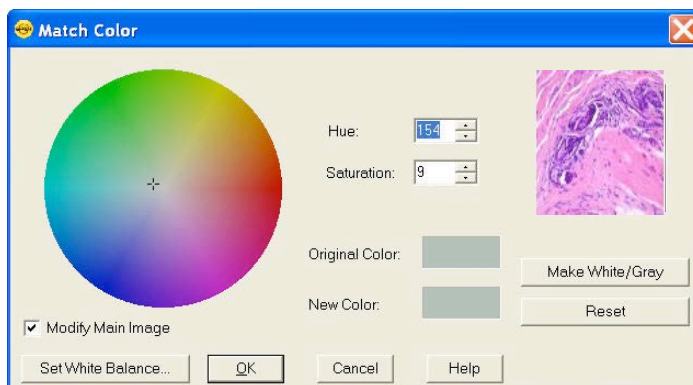 Match Color
Hue: 154
Saturation: 9
Original Color:
New Color:
Make White/Gray
Reset
Modify Main Image
Set White Balance... OK Cancel Help